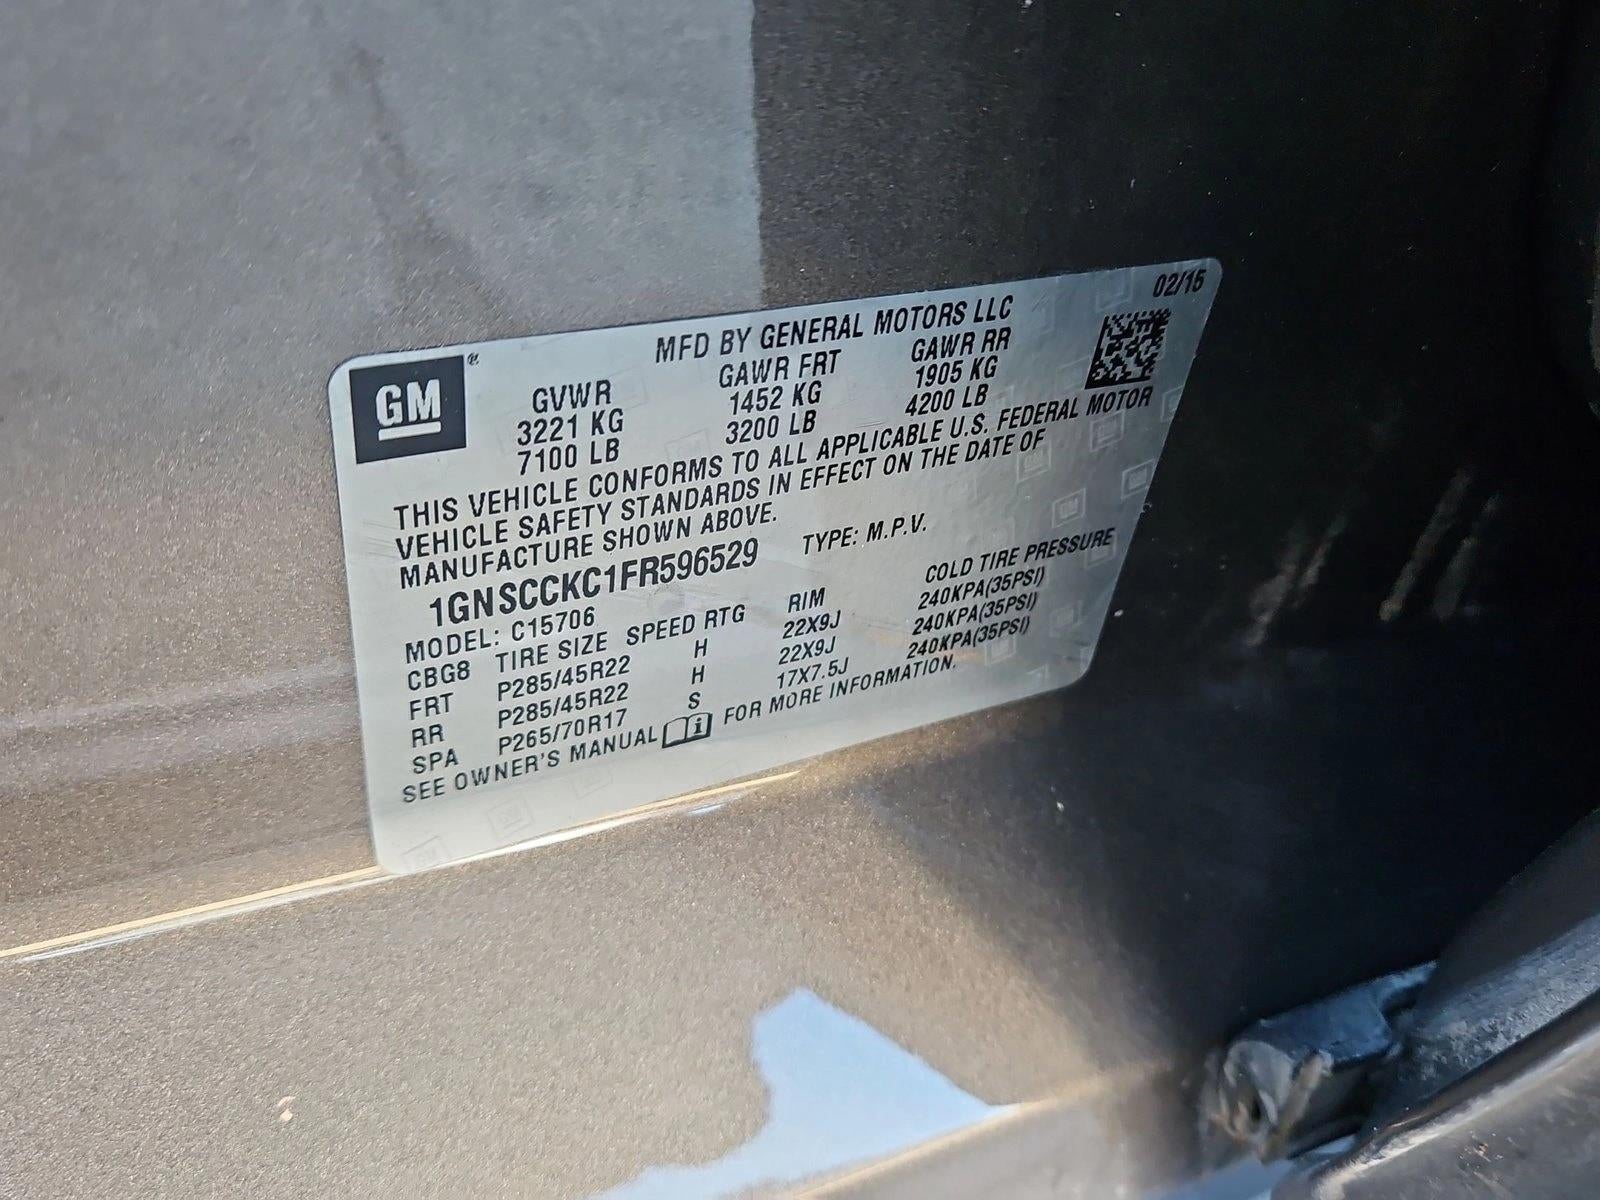 02/15
MFD BY GENERAL MOTORS LLC
GM ®
GVWR GAWR FRT GAWR RR
3221 KG 1452 KG 1905 KG
7100 LB 3200 LB 4200 LB
THIS VEHICLE CONFORMS TO ALL APPLICABLE U.S. FEDERAL MOTOR
VEHICLE SAFETY STANDARDS IN EFFECT ON THE DATE OF
MANUFACTURE SHOWN ABOVE.
1GNSCCKC1FR596529 TYPE: M.P.V.
MODEL: C15706
CBG8 TIRE SIZE SPEED RTG RIM COLD TIRE PRESSURE
FRT P285/45R22 H 22X9J 240KPA(35PSI)
RR P285/45R22 H 22X9J 240KPA(35PSI)
SPA P265/70R17 S 17X7.5J 240KPA(35PSI)
SEE OWNER'S MANUAL i FOR MORE INFORMATION.